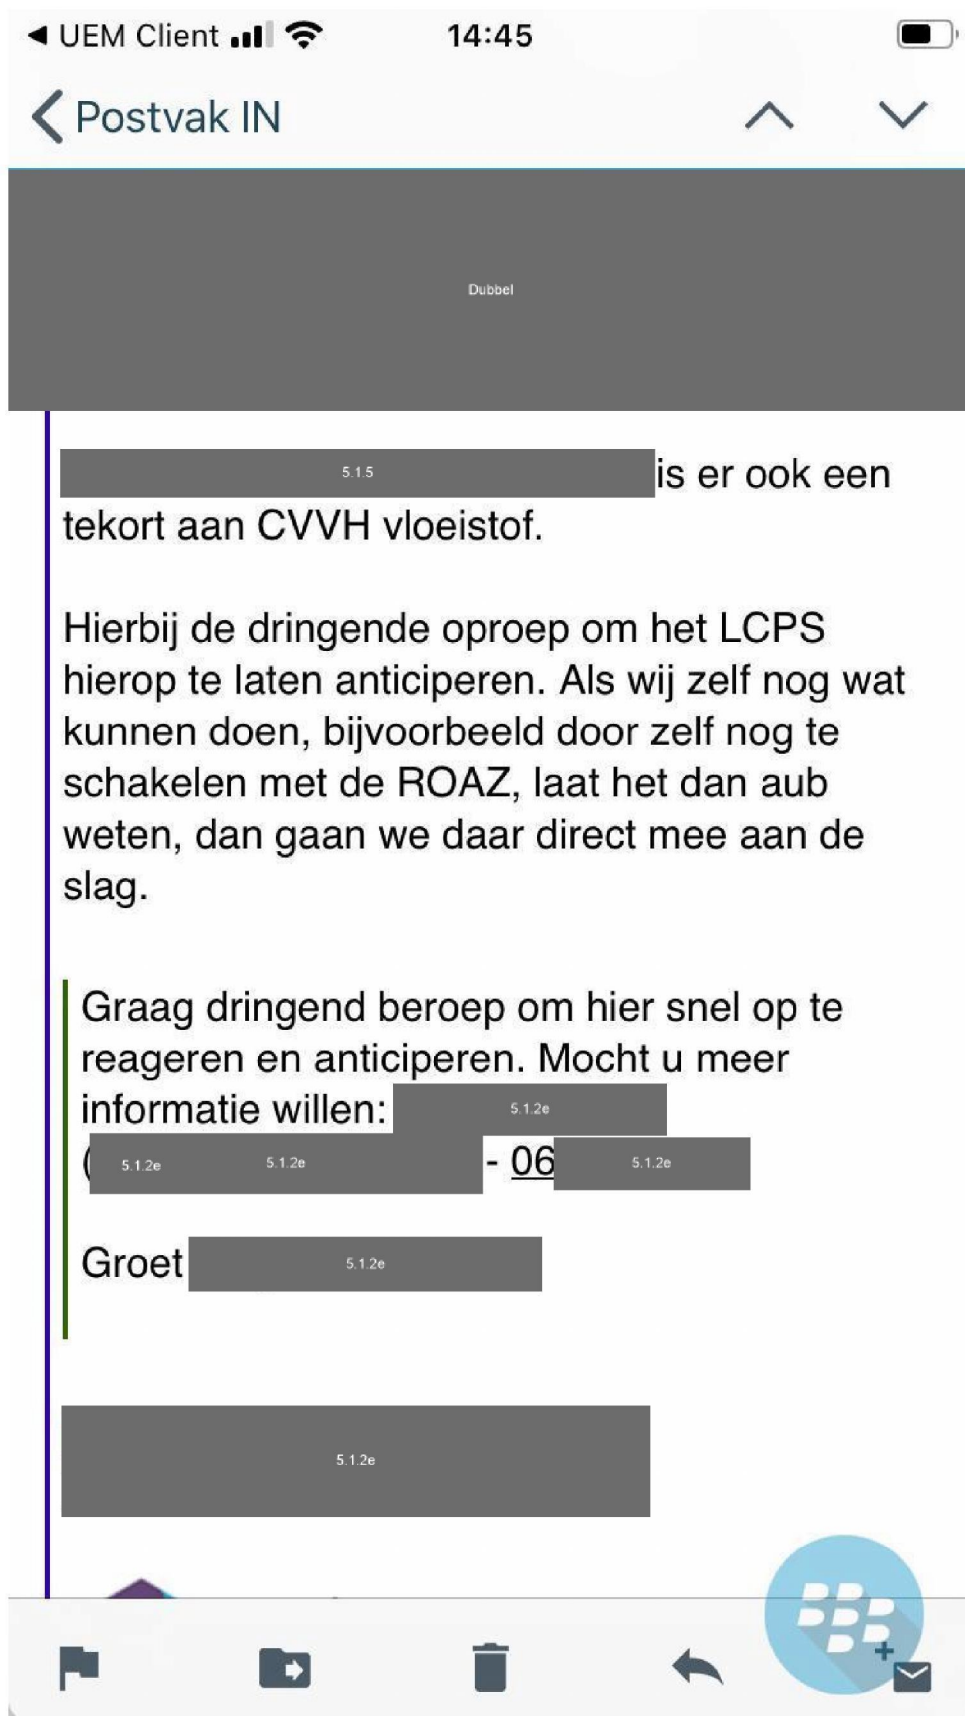 ◀ UEM Client 14:45
Postvak IN
Dubbel
5.1.5 is er ook een
tekort aan CVVH vloeistof.
Hierbij de dringende oproep om het LCPS
hierop te laten anticiperen. Als wij zelf nog wat
kunnen doen, bijvoorbeeld door zelf nog te
schakelen met de ROAZ, laat het dan aub
weten, dan gaan we daar direct mee aan de
slag.
Graag dringend beroep om hier snel op te
reageren en anticiperen. Mocht u meer
informatie willen: 5.1.2e
( 5.1.2e 5.1.2e - 06 5.1.2e
Groet 5.1.2e
5.1.2e